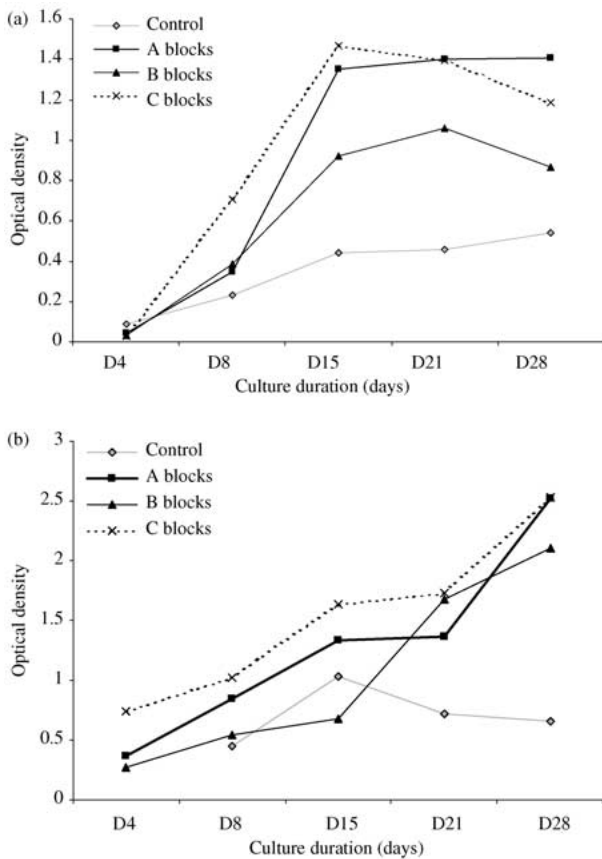 (a)
1.6
Control
A blocks
B blocks
C blocks
1.4
1.2
1
0.8
0.6
0.4
0.2
0
Optical density
D4 D8 D15 D21 D28
Culture duration (days)
(b)
3
Control
A blocks
B blocks
C blocks
2.5
2
1.5
1
0.5
0
Optical density
D4 D8 D15 D21 D28
Culture duration (days)